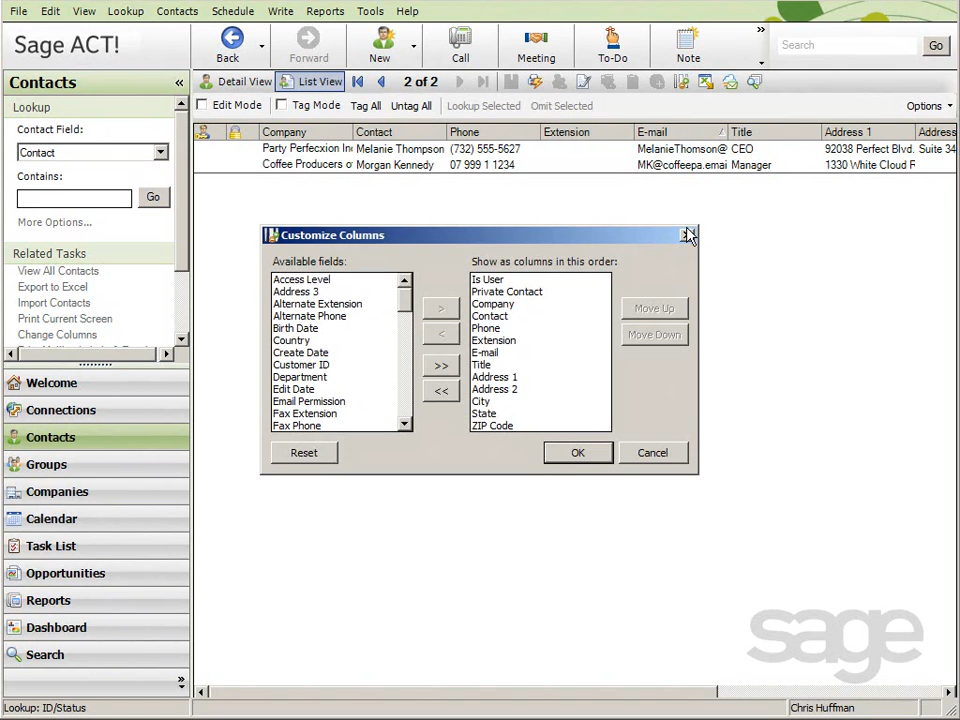 File Edit View Lookup Contacts Schedule Write Reports Tools Help
Sage ACT!
Back
Forward
New
Call
Meeting
To-Do
Note
»
Search
Go
Contacts
«
Detail View
List View
2 of 2
Edit Mode
Tag Mode
Tag All
Untag All
Lookup Selected
Omit Selected
Options
Lookup
Contact Field:
Contact
Contains:
Go
More Options...
Related Tasks
View All Contacts
Export to Excel
Import Contacts
Print Current Screen
Change Columns
Company Contact Phone Extension E-mail Title Address 1 Address
Party Perfecxion Inc Melanie Thompson (732) 555-5627 MelanieThompson@ CEO 92038 Perfect Blvd. Suite 34
Coffee Producers o Morgan Kennedy 07 999 1 1234 MK@coffeepa.emai Manager 1330 White Cloud F
Customize Columns
Available fields:
Access Level
Address 3
Alternate Extension
Alternate Phone
Birth Date
Country
Create Date
Customer ID
Department
Edit Date
Email Permission
Fax Extension
Fax Phone
>
<
>>
<<
Show as columns in this order:
Is User
Private Contact
Company
Contact
Phone
Extension
E-mail
Title
Address 1
Address 2
City
State
ZIP Code
Move Up
Move Down
Reset
OK
Cancel
Welcome
Connections
Contacts
Groups
Companies
Calendar
Task List
Opportunities
Reports
Dashboard
Search
»
sage
Lookup: ID/Status
Chris Huffman